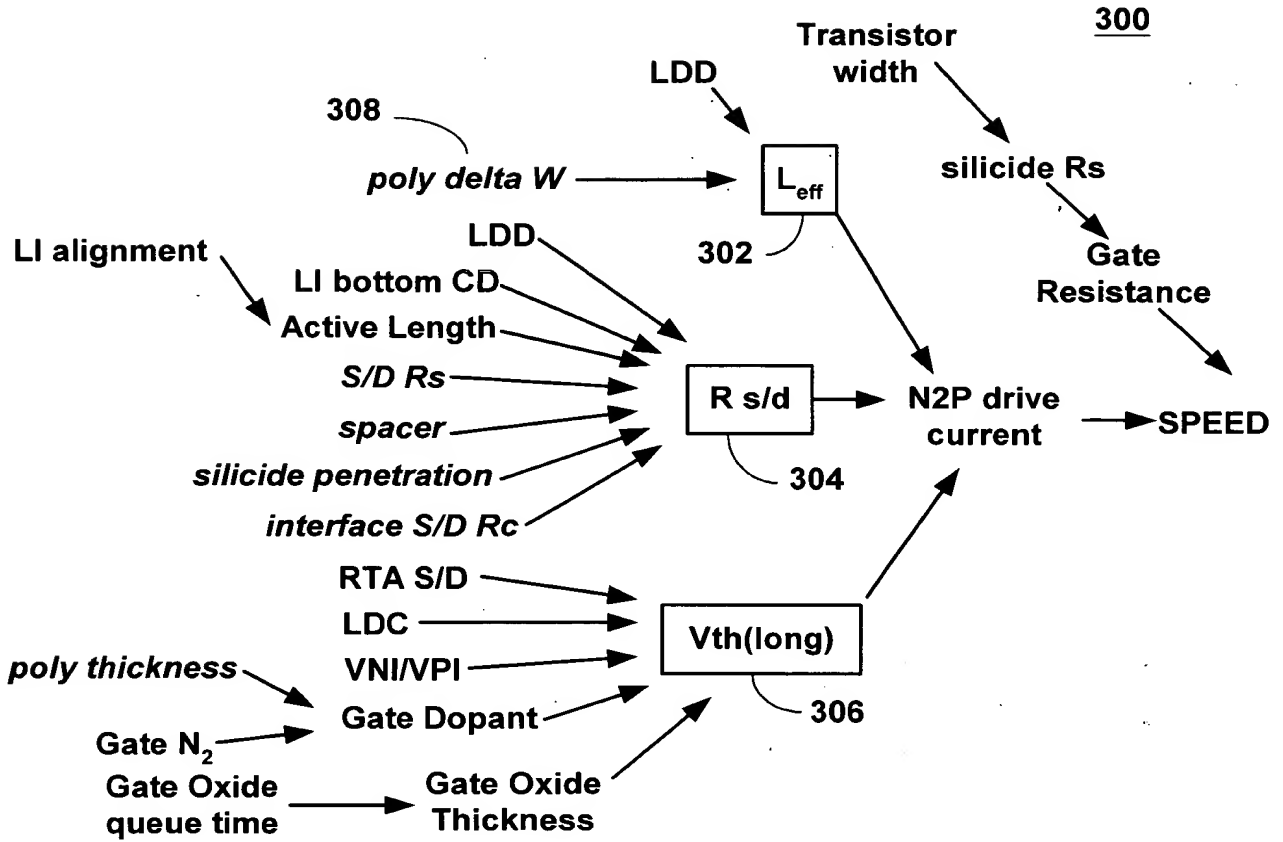 300
Transistor
width
LDD
308
poly delta W
L_eff
silicide Rs
302
LDD
LI alignment
LI bottom CD
Gate
Resistance
Active Length
S/D Rs
R s/d
N2P drive
current
SPEED
spacer
silicide penetration
304
interface S/D Rc
RTA S/D
LDC
Vth(long)
poly thickness
VNI/VPI
306
Gate Dopant
Gate N₂
Gate Oxide
queue time
Gate Oxide
Thickness